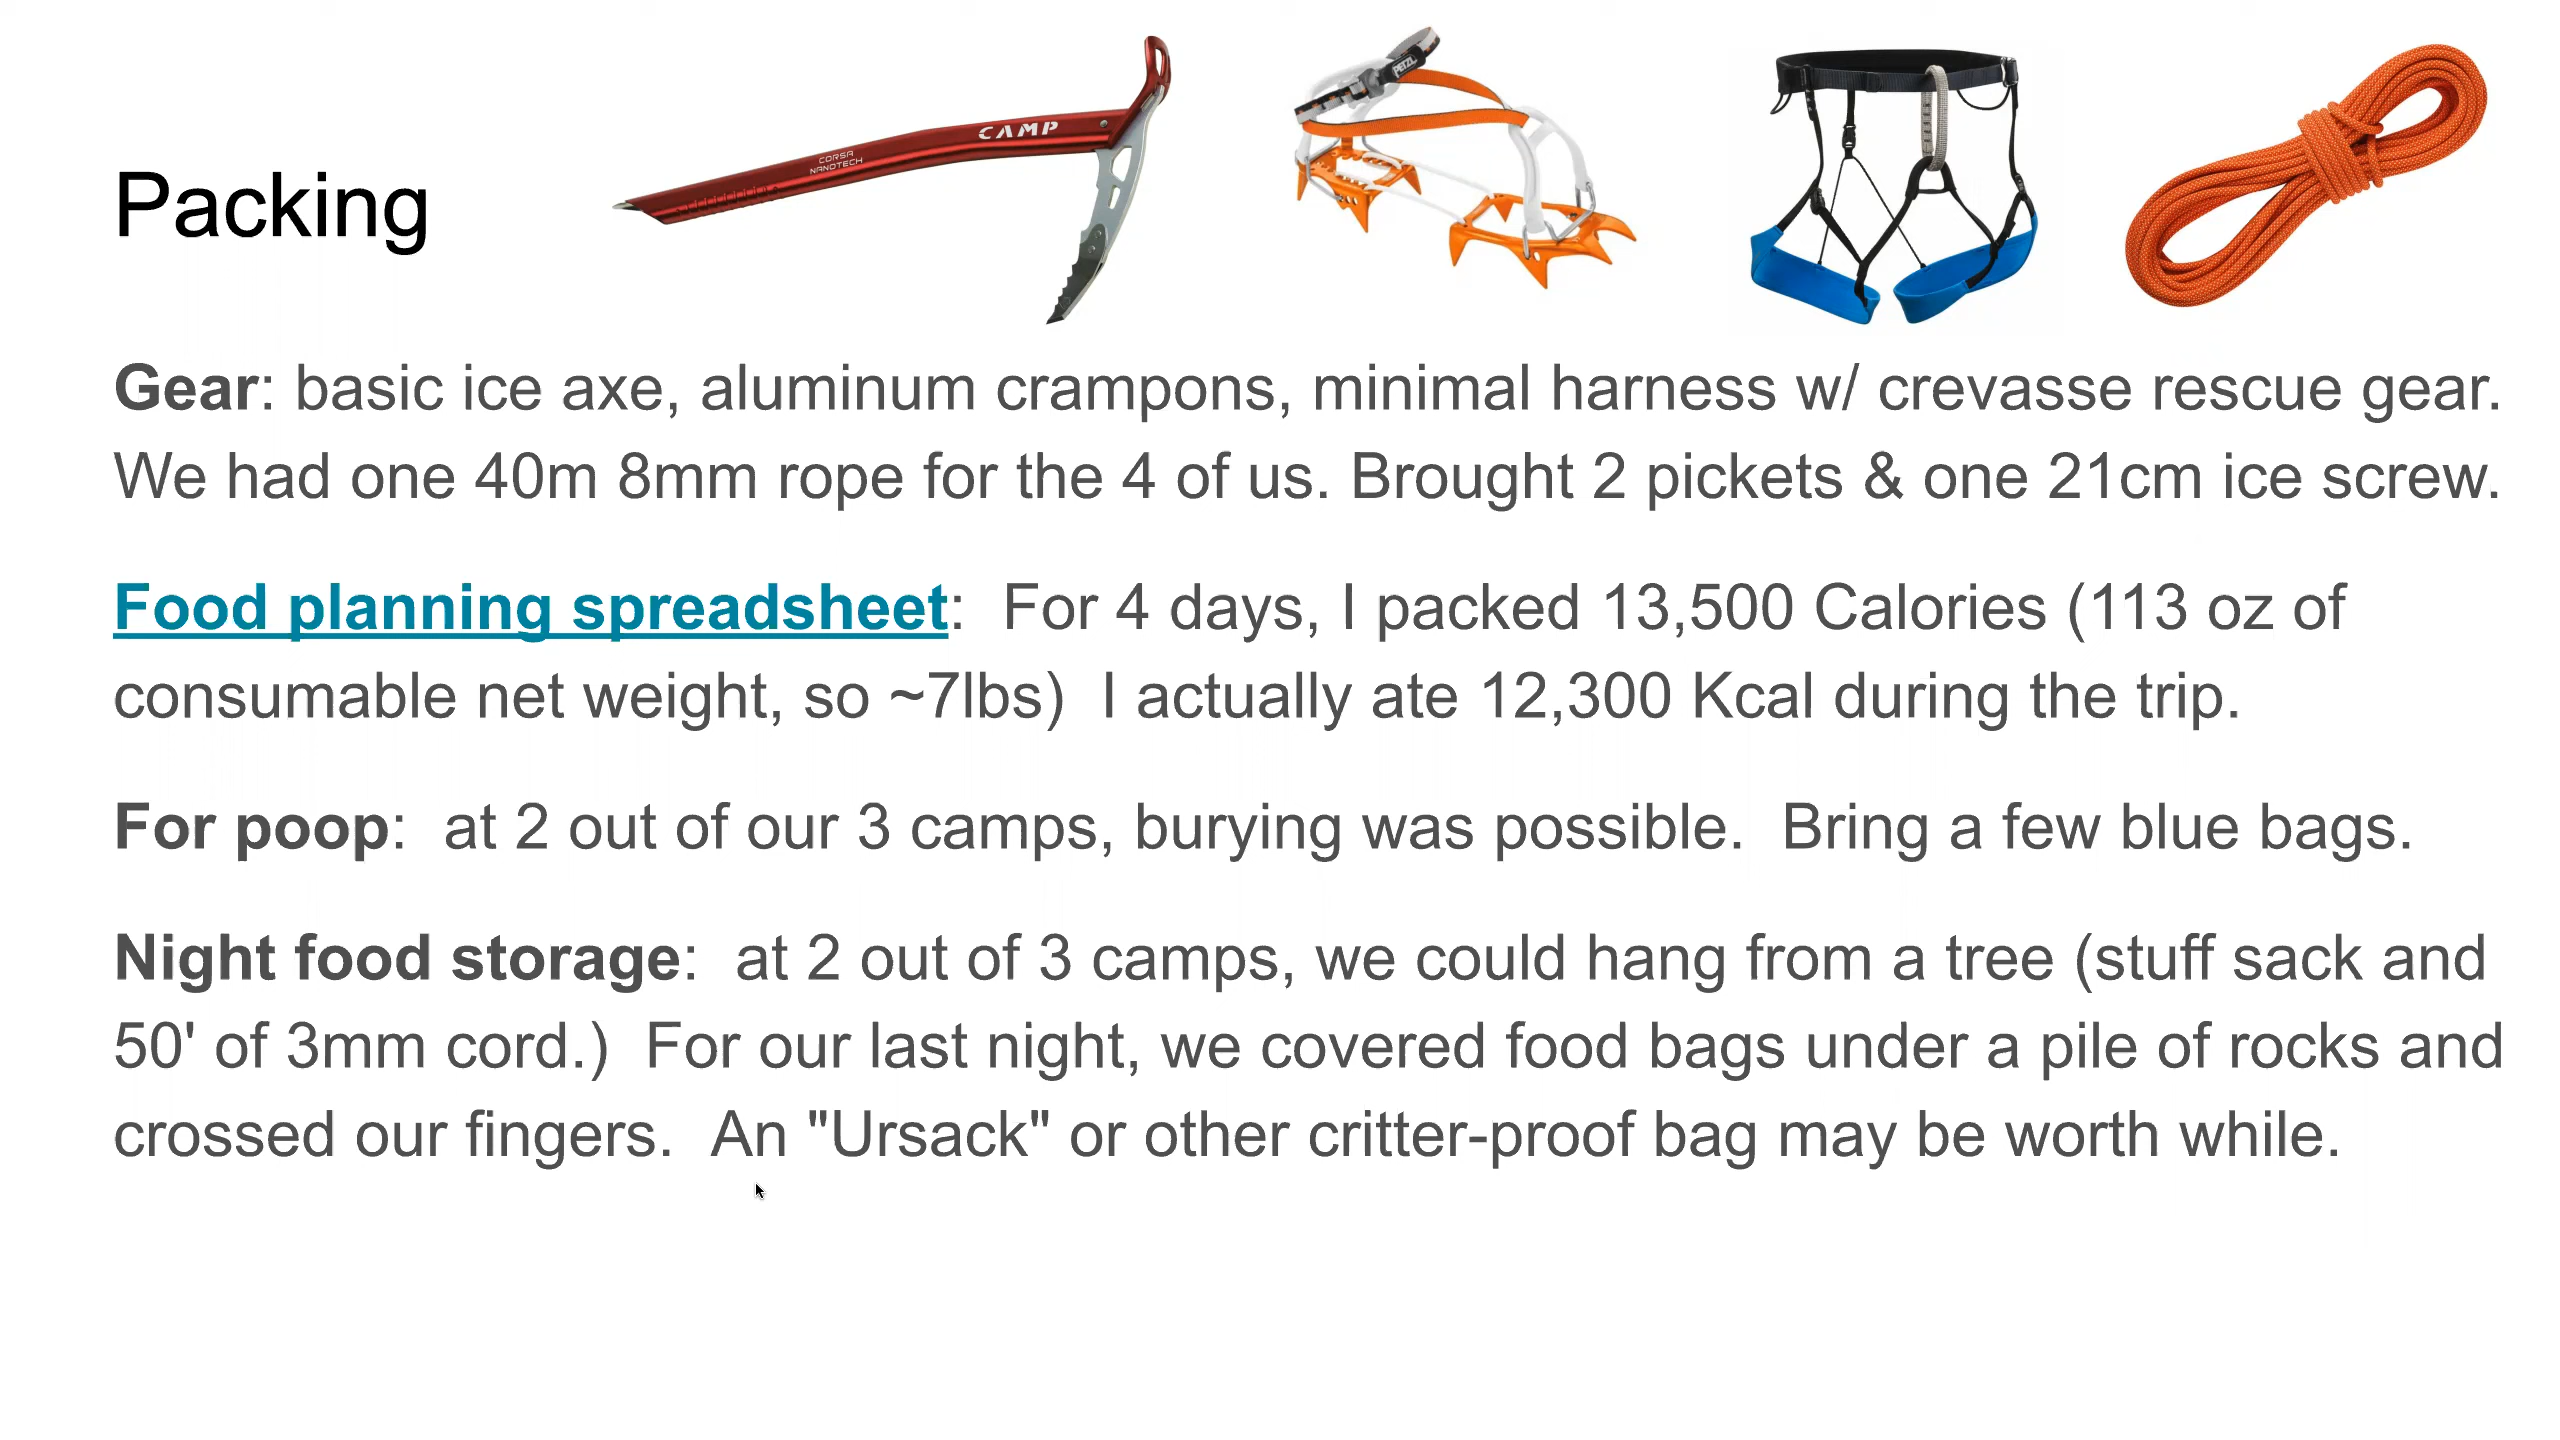 CAMP
CORSA
NANOTECH
PETZL
Packing
Gear: basic ice axe, aluminum crampons, minimal harness w/ crevasse rescue gear.
We had one 40m 8mm rope for the 4 of us. Brought 2 pickets & one 21cm ice screw.
Food planning spreadsheet:  For 4 days, I packed 13,500 Calories (113 oz of
consumable net weight, so ~7lbs)  I actually ate 12,300 Kcal during the trip.
For poop:  at 2 out of our 3 camps, burying was possible.  Bring a few blue bags.
Night food storage:  at 2 out of 3 camps, we could hang from a tree (stuff sack and
50' of 3mm cord.)  For our last night, we covered food bags under a pile of rocks and
crossed our fingers.  An "Ursack" or other critter-proof bag may be worth while.